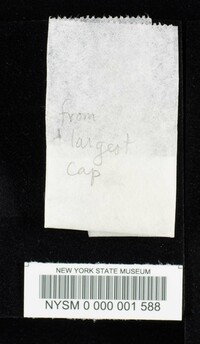 from
largest
cap
NEW YORK STATE MUSEUM
NYSM 0 000 001 588